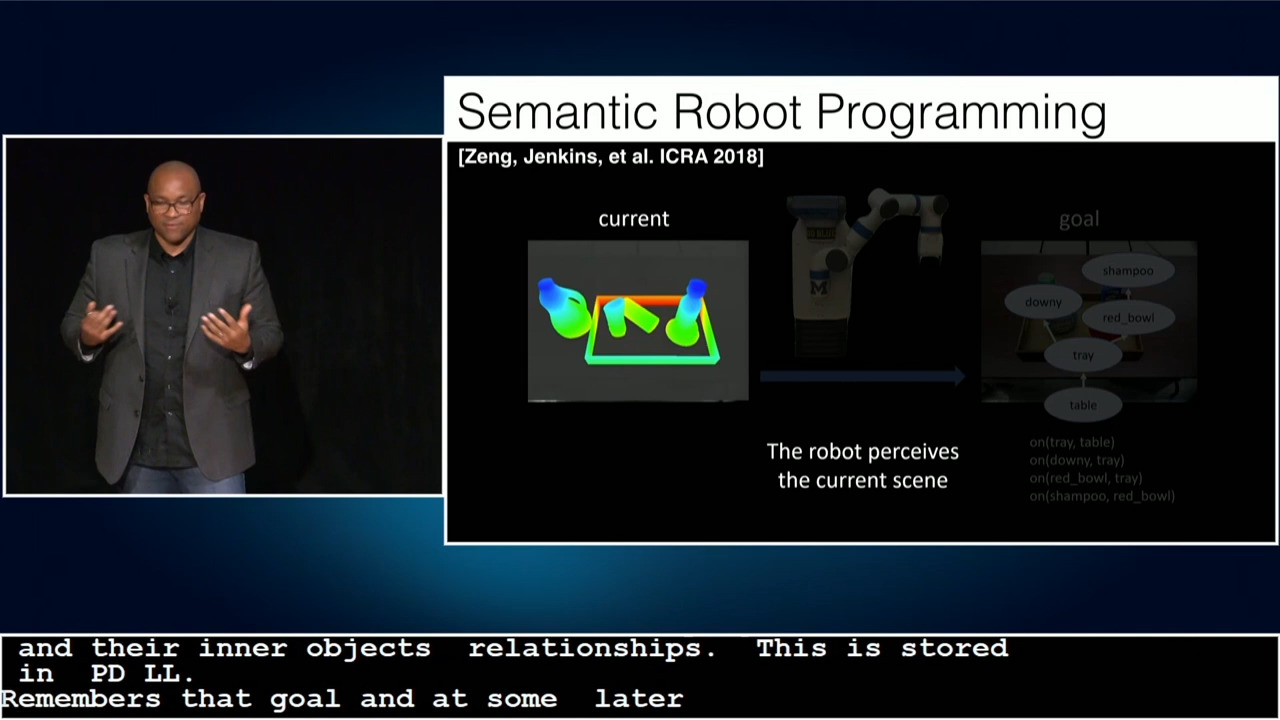 Semantic Robot Programming
[Zeng, Jenkins, et al. ICRA 2018]
current
goal
shampoo
downy
red_bowl
tray
table
M
The robot perceives
the current scene
on(tray, table)
on(downy, tray)
on(red_bowl, tray)
on(shampoo, red_bowl)
and their inner objects relationships. This is stored
in PD LL.
Remembers that goal and at some later